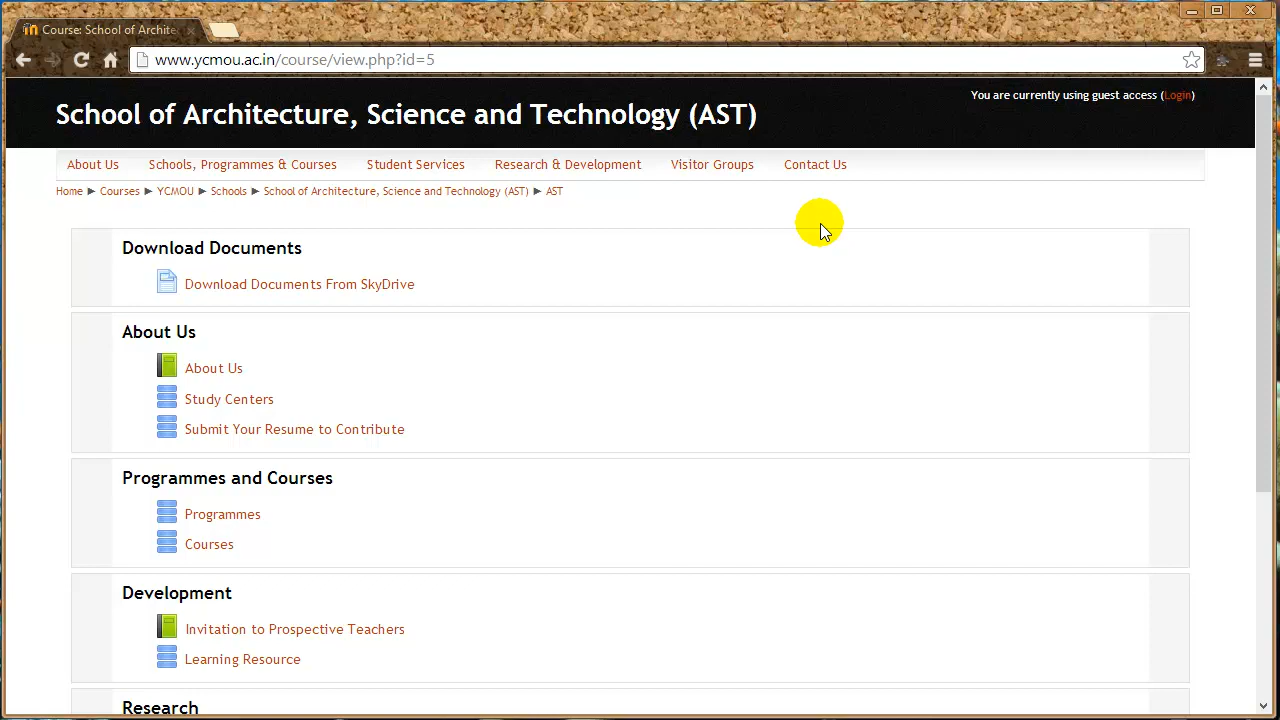 Course: School of Archite
www.ycmou.ac.in/course/view.php?id=5
You are currently using guest access (Login)
School of Architecture, Science and Technology (AST)
About Us Schools, Programmes & Courses Student Services Research & Development Visitor Groups Contact Us
Home ► Courses ► YCMOU ► Schools ► School of Architecture, Science and Technology (AST) ► AST
Download Documents
Download Documents From SkyDrive
About Us
About Us
Study Centers
Submit Your Resume to Contribute
Programmes and Courses
Programmes
Courses
Development
Invitation to Prospective Teachers
Learning Resource
Research